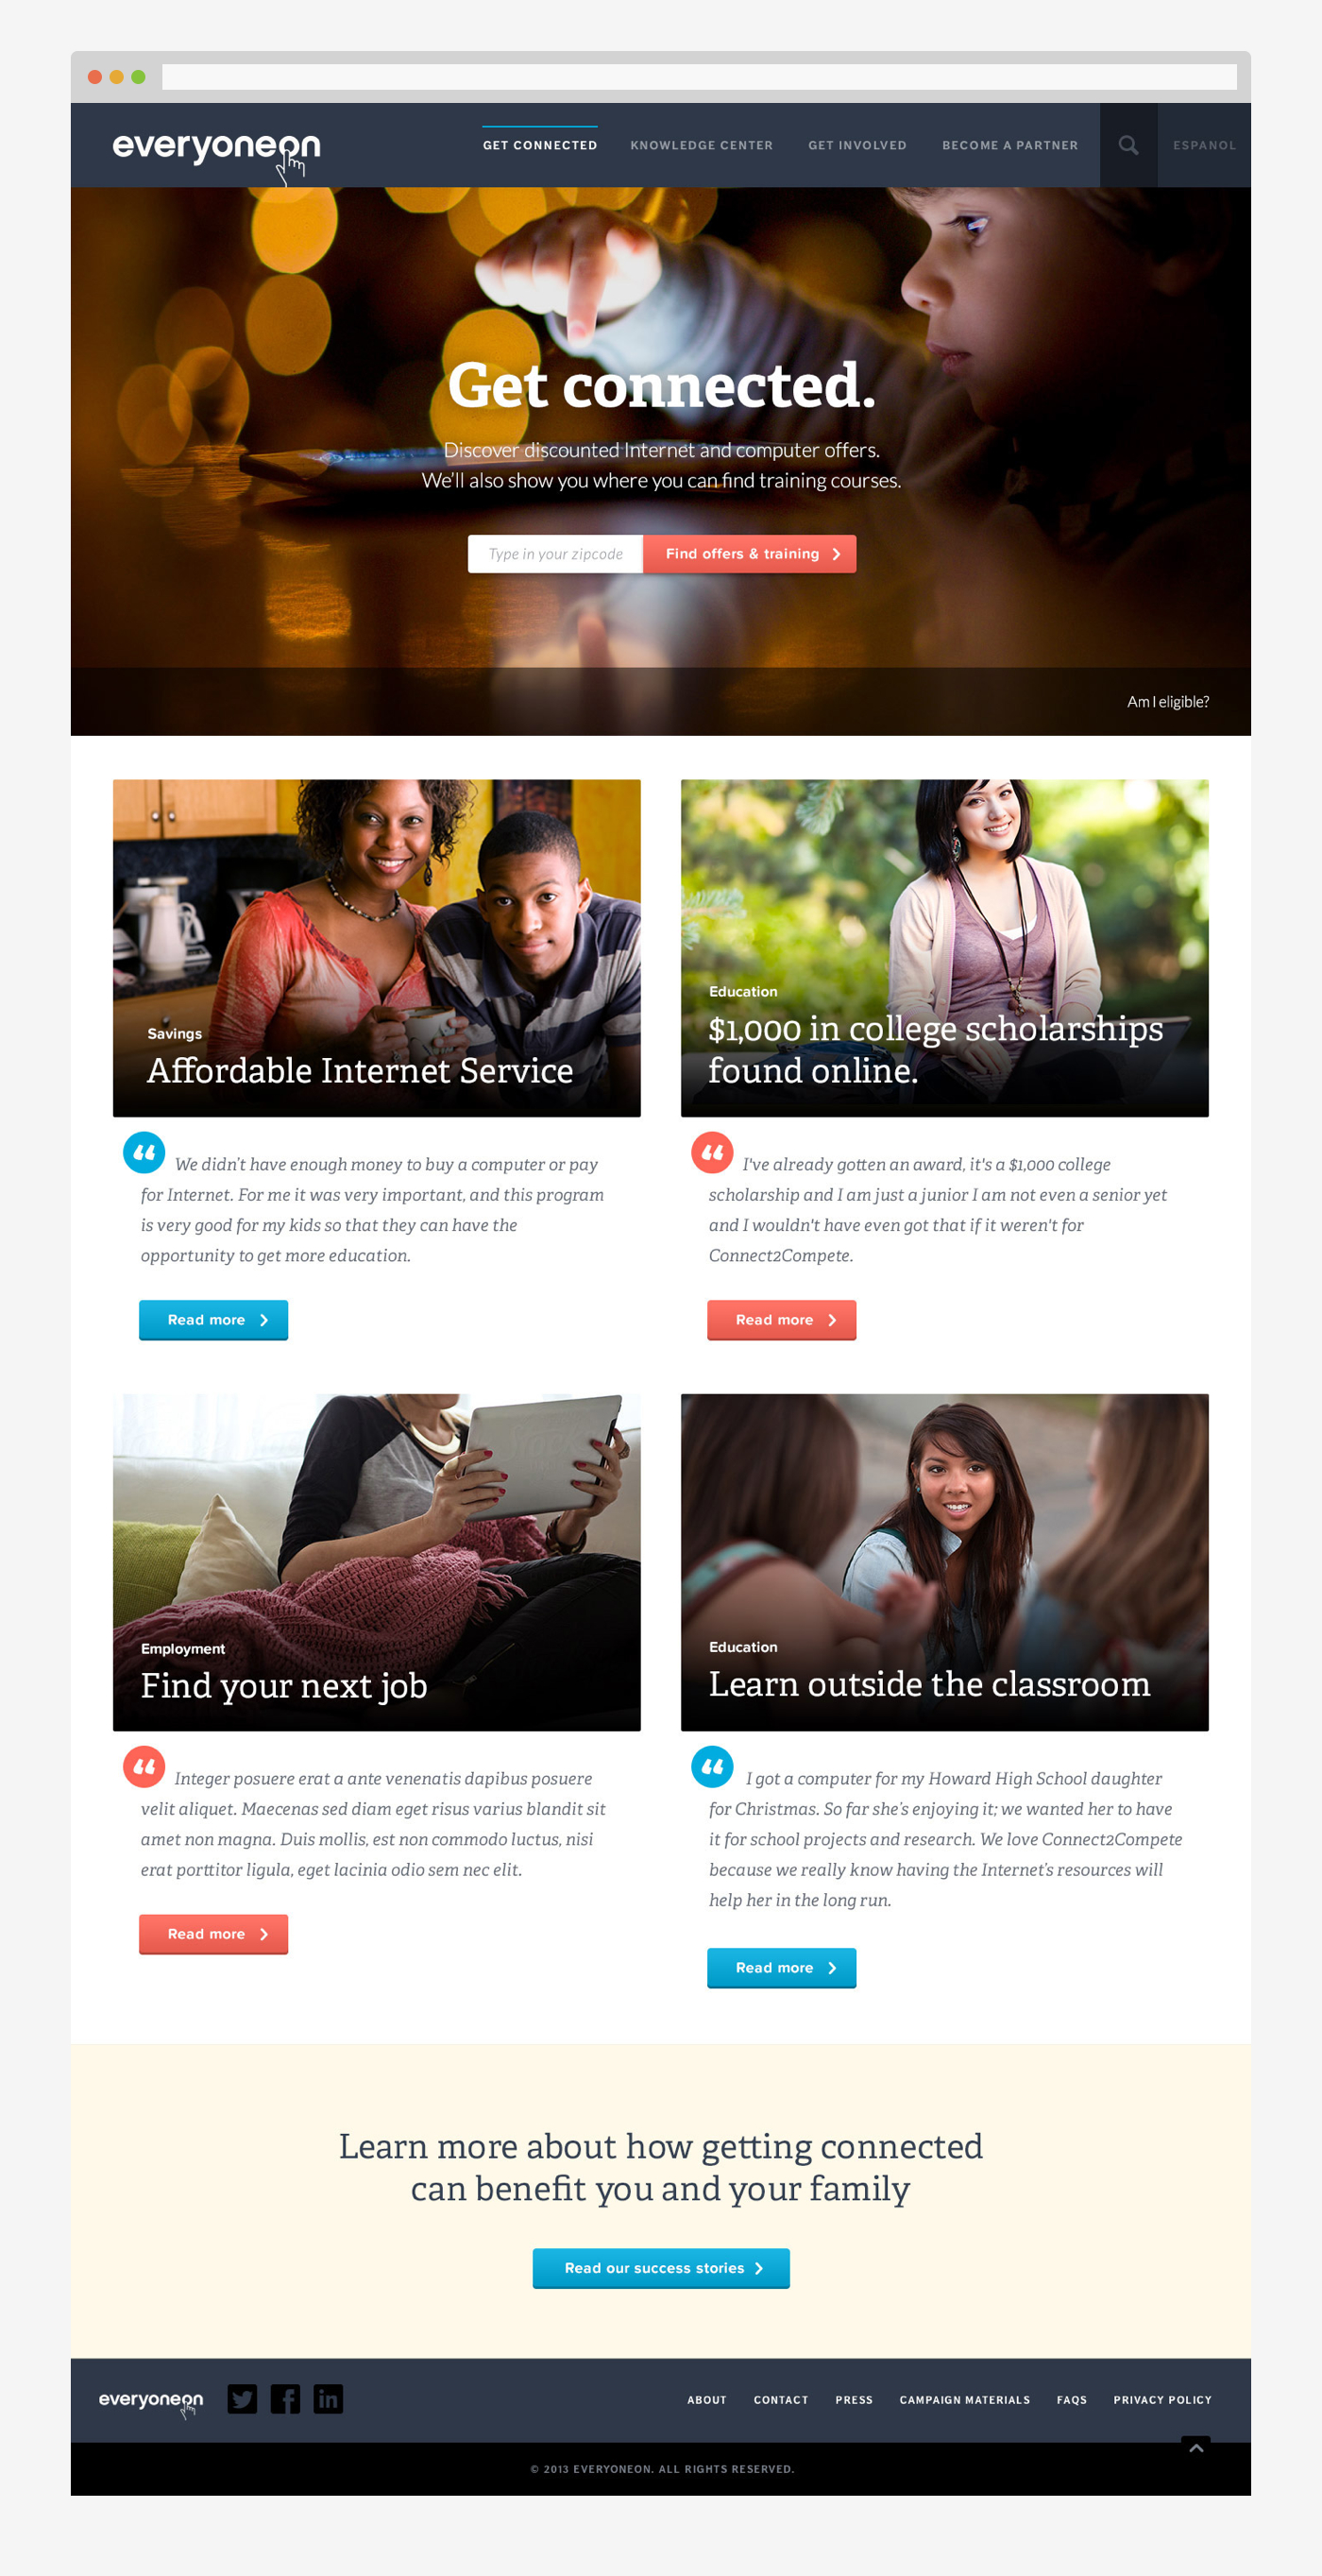 everyoneon
GET CONNECTED
KNOWLEDGE CENTER
GET INVOLVED
BECOME A PARTNER
ESPANOL
Get connected.
Discover discounted Internet and computer offers.
We'll also show you where you can find training courses.
Type in your zipcode
Find offers & training
Am I eligible?
Savings
Affordable Internet Service
We didn't have enough money to buy a computer or pay
for Internet. For me it was very important, and this program
is very good for my kids so that they can have the
opportunity to get more education.
Read more
Education
$1,000 in college scholarships
found online.
I've already gotten an award, it's a $1,000 college
scholarship and I am just a junior I am not even a senior yet
and I wouldn't have even got that if it weren't for
Connect2Compete.
Read more
Employment
Find your next job
Integer posuere erat a ante venenatis dapibus posuere
velit aliquet. Maecenas sed diam eget risus varius blandit sit
amet non magna. Duis mollis, est non commodo luctus, nisi
erat porttitor ligula, eget lacinia odio sem nec elit.
Read more
Education
Learn outside the classroom
I got a computer for my Howard High School daughter
for Christmas. So far she's enjoying it; we wanted her to have
it for school projects and research. We love Connect2Compete
because we really know having the Internet's resources will
help her in the long run.
Read more
Learn more about how getting connected
can benefit you and your family
Read our success stories
everyoneon
ABOUT
CONTACT
PRESS
CAMPAIGN MATERIALS
FAQS
PRIVACY POLICY
© 2013 EVERYONEON. ALL RIGHTS RESERVED.